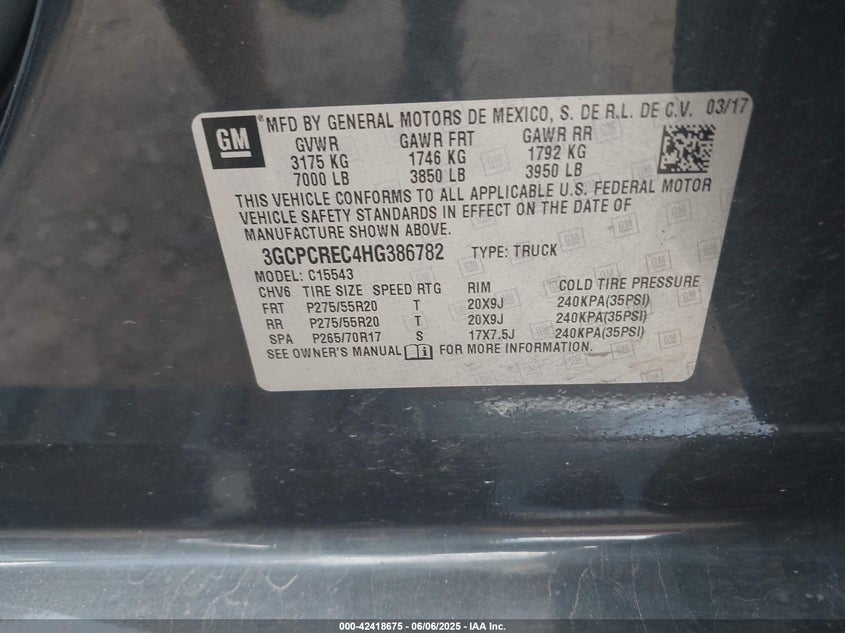 GM
® MFD BY GENERAL MOTORS DE MEXICO, S. DE R.L. DE C.V. 03/17
GVWR GAWR FRT GAWR RR
3175 KG 1746 KG 1792 KG
7000 LB 3850 LB 3950 LB
THIS VEHICLE CONFORMS TO ALL APPLICABLE U.S. FEDERAL MOTOR
VEHICLE SAFETY STANDARDS IN EFFECT ON THE DATE OF
MANUFACTURE SHOWN ABOVE.
3GCPCREC4HG386782 TYPE: TRUCK
MODEL: C15543
CHV6 TIRE SIZE SPEED RTG RIM COLD TIRE PRESSURE
FRT P275/55R20 T 20X9J 240KPA(35PSI)
RR P275/55R20 T 20X9J 240KPA(35PSI)
SPA P265/70R17 S 17X7.5J 240KPA(35PSI)
SEE OWNER'S MANUAL FOR MORE INFORMATION.
000-42418675 - 06/06/2025 - IAA Inc.